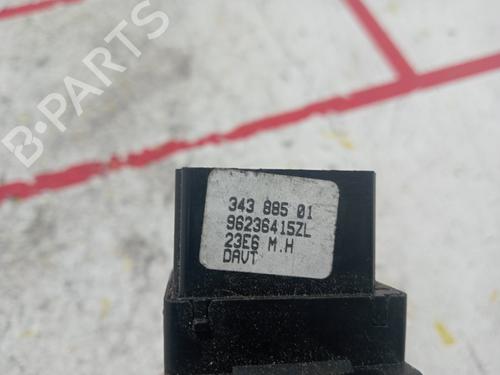 B-PARTS
343 885 01
96236415ZL
23E6 M.H
DAVT